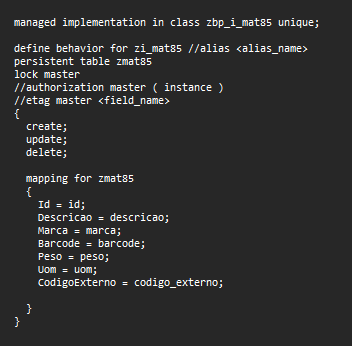 managed implementation in class zbp_i_mat85 unique;
define behavior for zi_mat85 //alias <alias_name>
persistent table zmat85
lock master
//authorization master ( instance )
//etag master <field_name>
{
create;
update;
delete;
mapping for zmat85
{
Id = id;
Descricao = descricao;
Marca = marca;
Barcode = barcode;
Peso = peso;
Uom = uom;
CodigoExterno = codigo_externo;
}
}